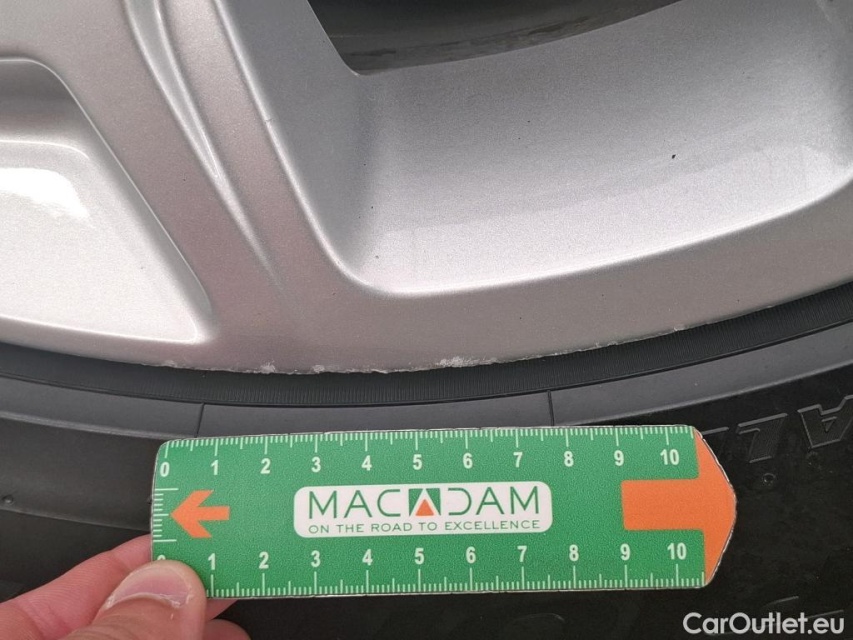 0 1 2 3 4 5 6 7 8 9 10
MACADAM
ON THE ROAD TO EXCELLENCE
1 2 3 4 5 6 7 8 9 10
CarOutlet.eu